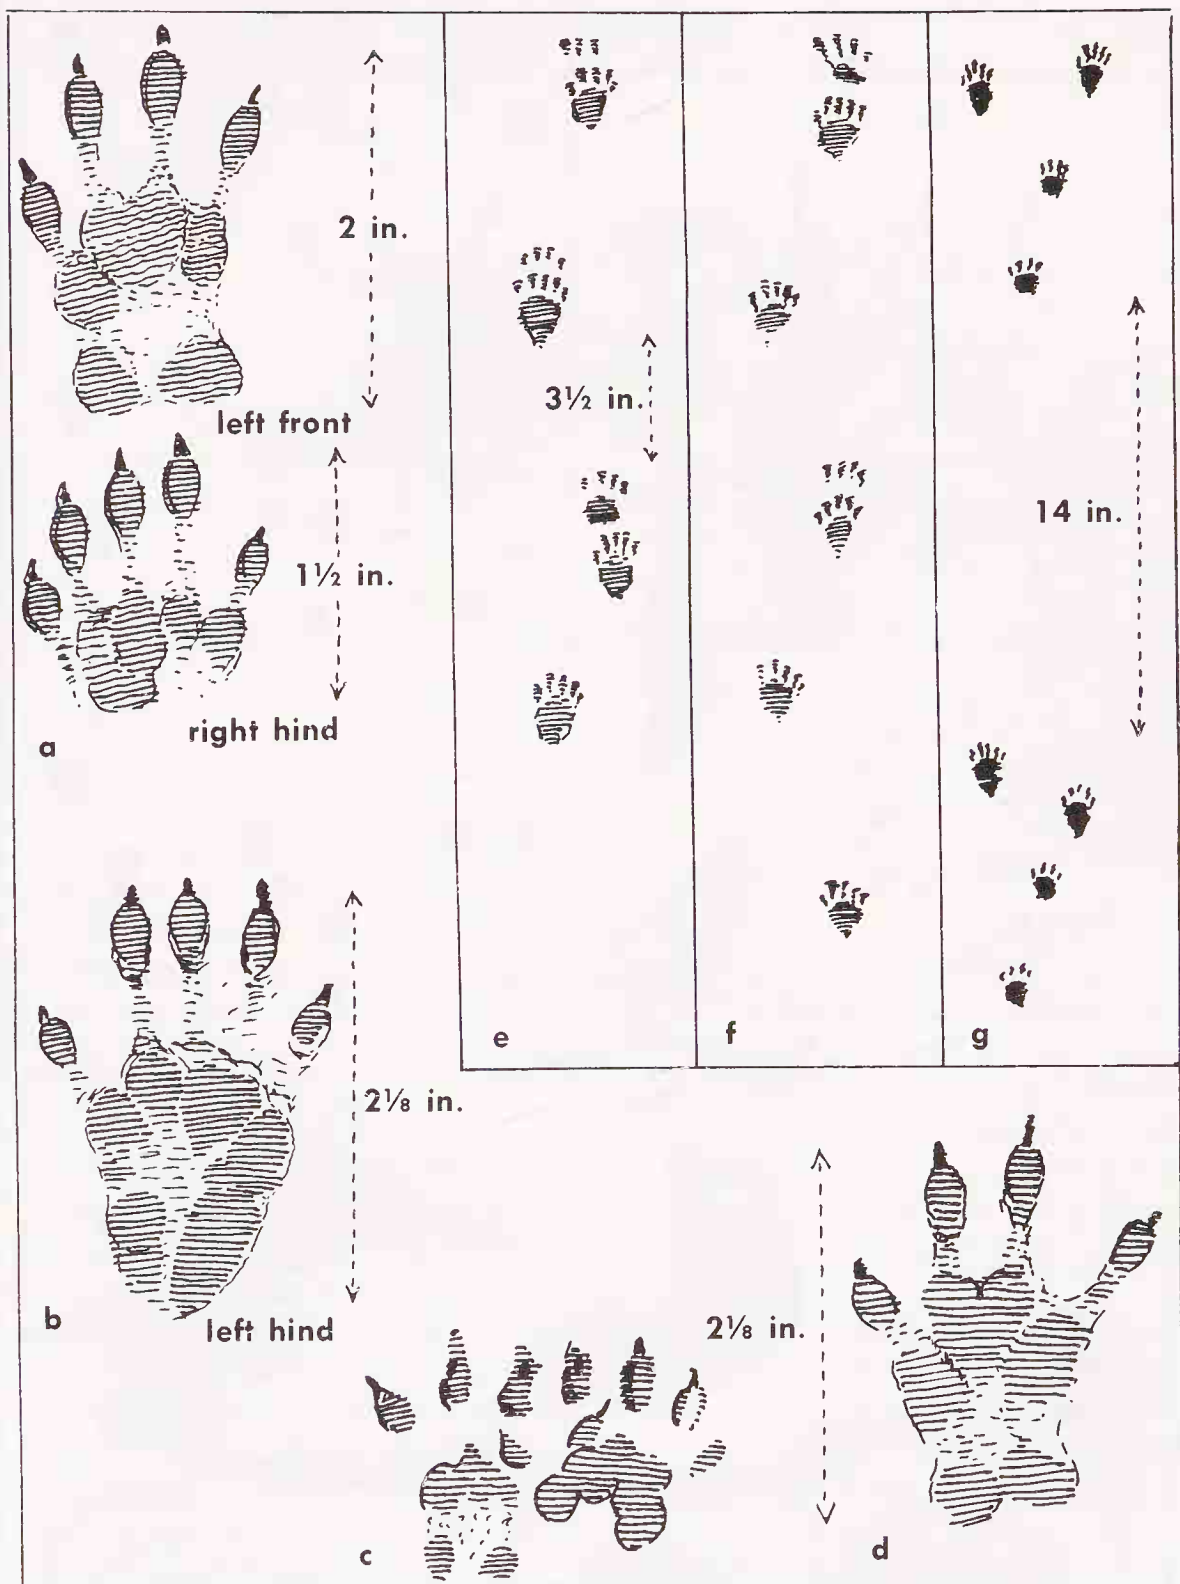 2 in.
left front
1½ in.
right hind
a
2⅛ in.
left hind
b
3½ in.
14 in.
e
f
g
2⅛ in.
c
d